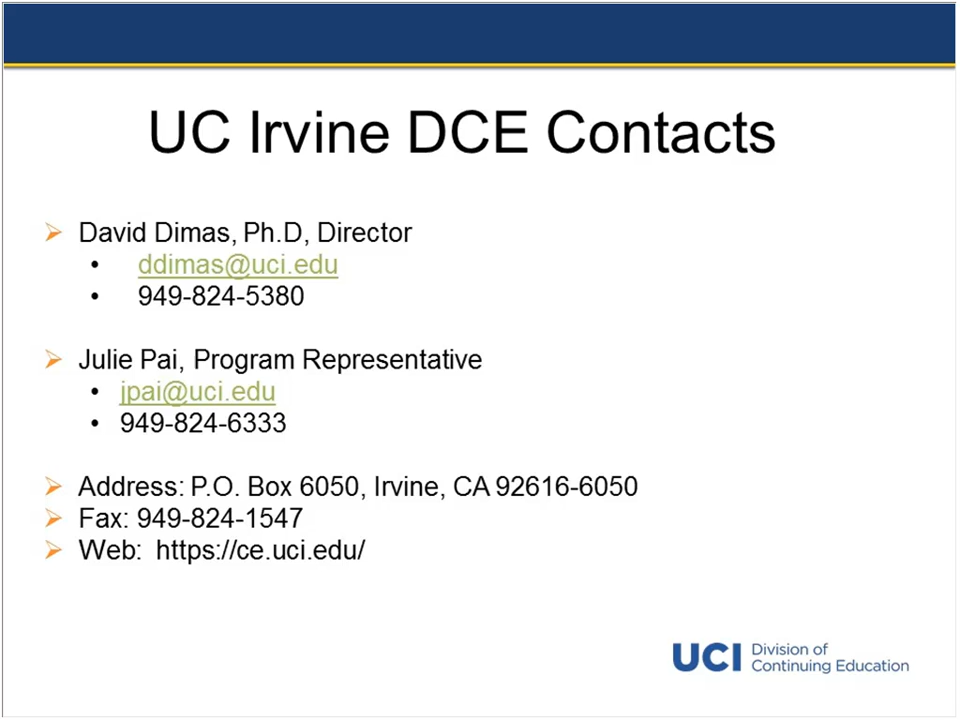 UC Irvine DCE Contacts
➢ David Dimas, Ph.D, Director
• ddimas@uci.edu
• 949-824-5380
➢ Julie Pai, Program Representative
• jpai@uci.edu
• 949-824-6333
➢ Address: P.O. Box 6050, Irvine, CA 92616-6050
➢ Fax: 949-824-1547
➢ Web: https://ce.uci.edu/
UCI Division of
Continuing Education